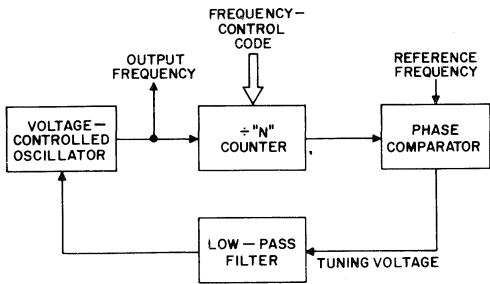 FREQUENCY—
CONTROL
CODE
OUTPUT
FREQUENCY
REFERENCE
FREQUENCY
VOLTAGE—
CONTROLLED
OSCILLATOR
÷"N"
COUNTER
PHASE
COMPARATOR
LOW—PASS
FILTER
TUNING VOLTAGE